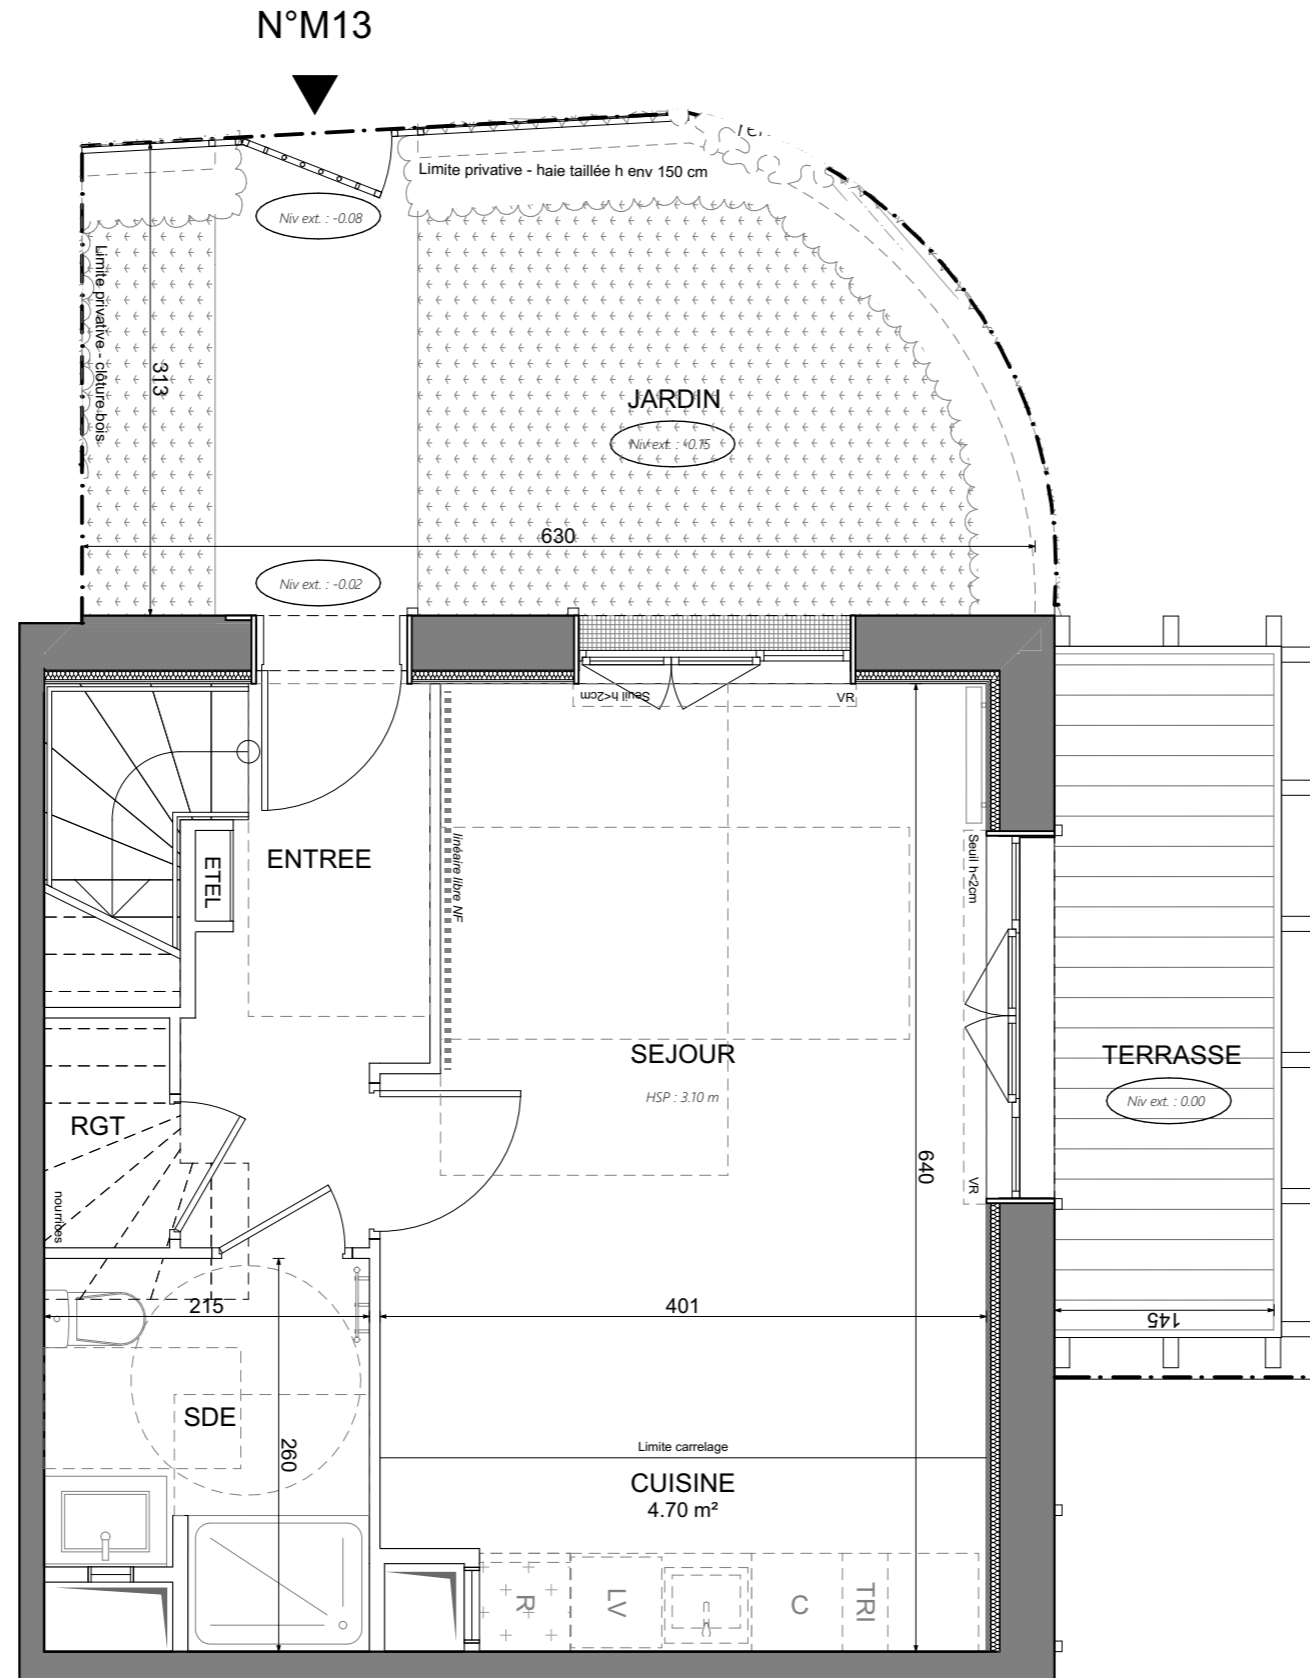 N°M13
Limite privative - haie taillée h env 150 cm
Niv ext. : -0.08
Limite privative - clôture bois
313
JARDIN
Niv ext. : -0.15
630
Niv ext. : -0.02
Seuil h<2cm
VR
ETEL
ENTREE
linéaire libre NF
Seuil h<2cm
SEJOUR
HSP : 3.10 m
TERRASSE
Niv ext. : 0.00
RGT
nourrices
640
VR
215
401
145
SDE
260
Limite carrelage
CUISINE
4.70 m²
R
LV
C
TRI